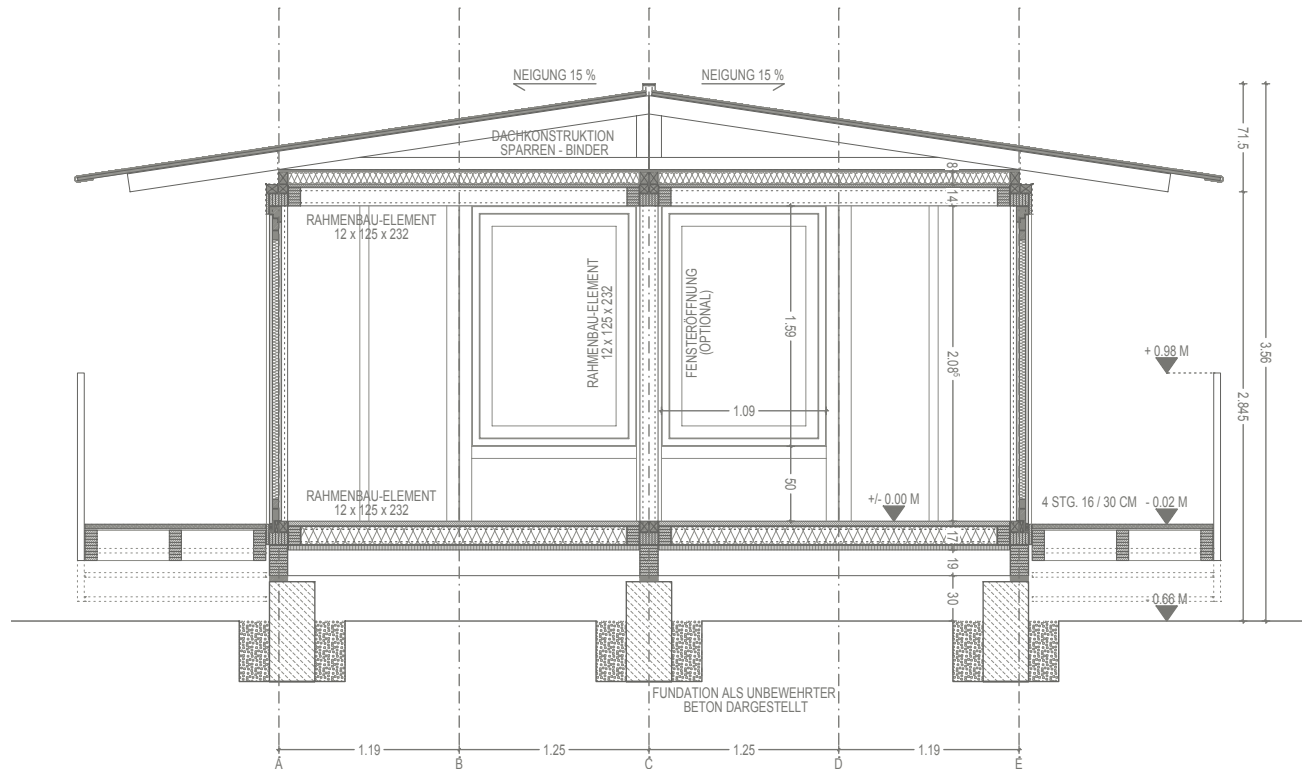 NEIGUNG 15 %
NEIGUNG 15 %
DACHKONSTRUKTION
SPARREN - BINDER
71.5
8
14
RAHMENBAU-ELEMENT
12 x 125 x 232
RAHMENBAU-ELEMENT
12 x 125 x 232
FENSTERÖFFNUNG
(OPTIONAL)
1.59
2.08⁵
3.56
2.845
+ 0.98 M
1.09
50
RAHMENBAU-ELEMENT
12 x 125 x 232
+/- 0.00 M
4 STG. 16 / 30 CM - 0.02 M
17
19
30
- 0.66 M
FUNDATION ALS UNBEWEHRTER
BETON DARGESTELLT
1.19
1.25
1.25
1.19
A
B
C
D
E